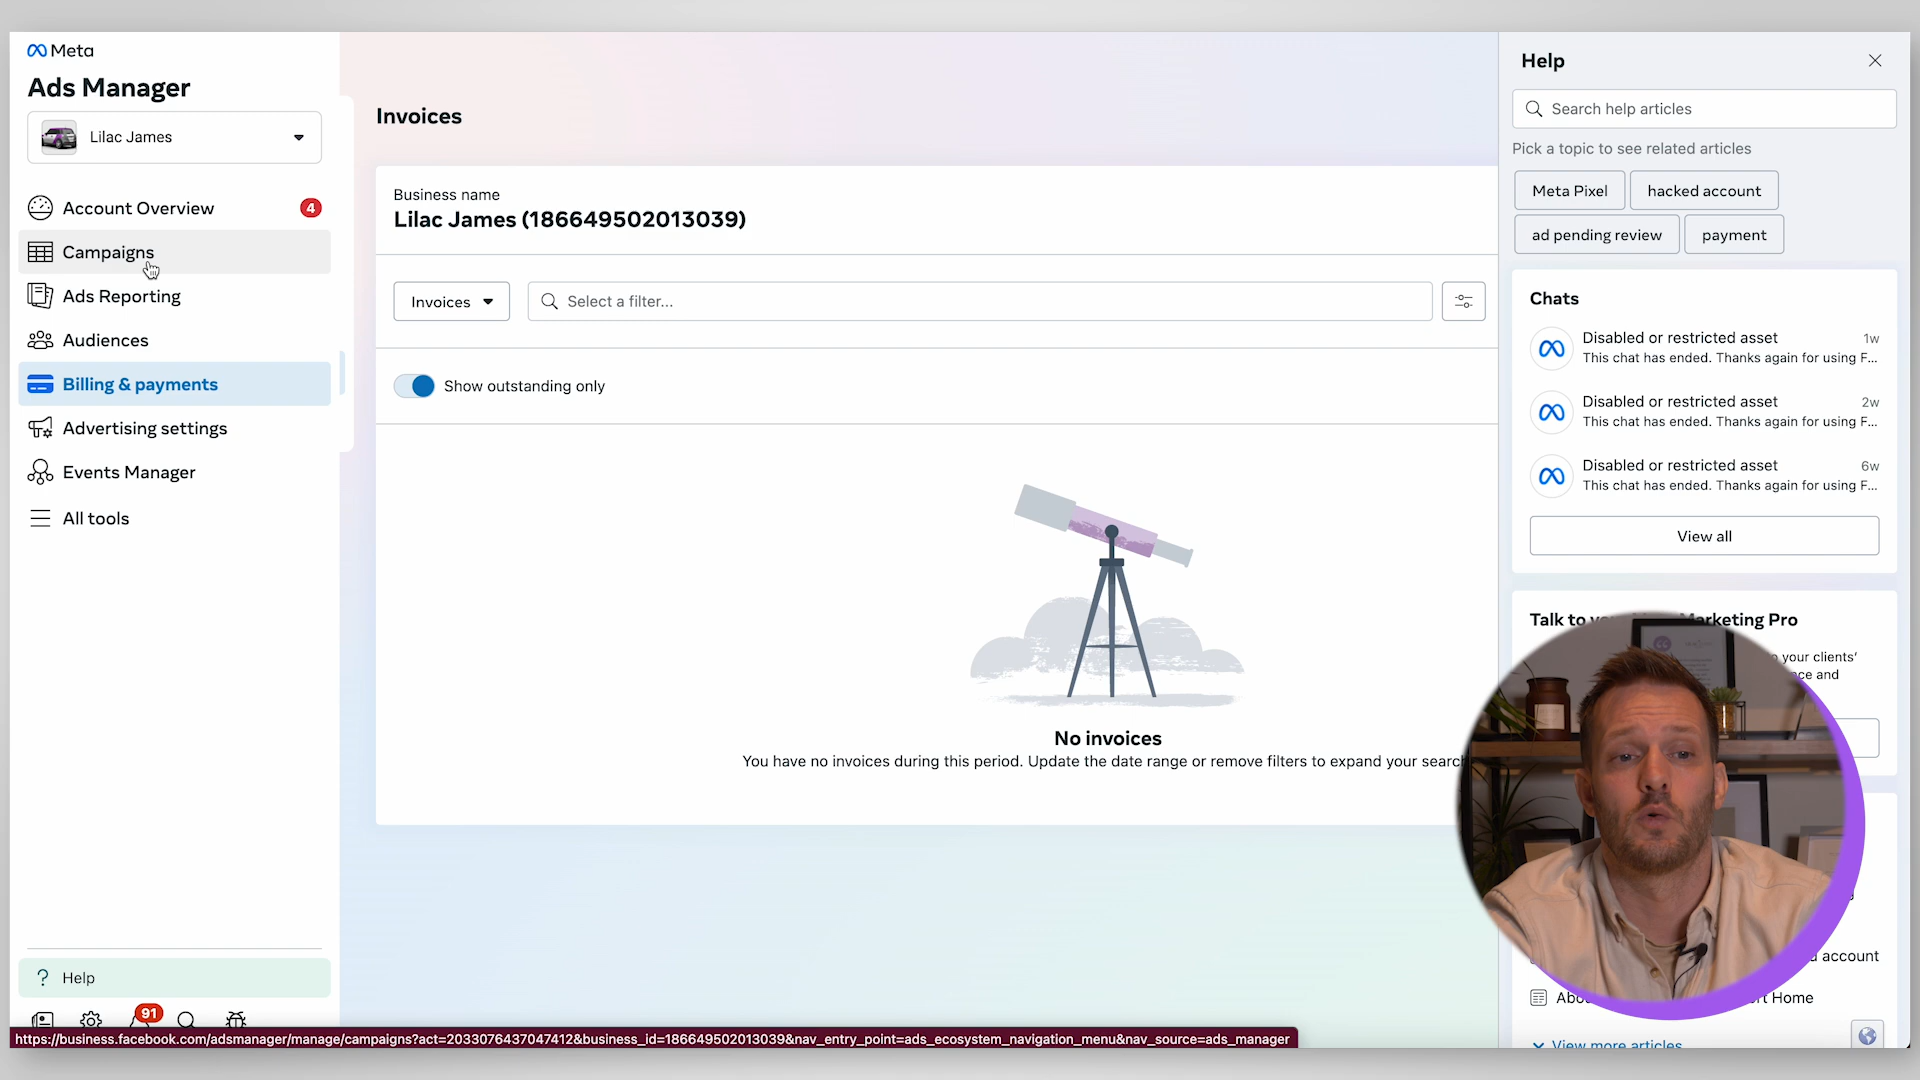 Meta
Ads Manager
Lilac James
Account Overview
4
Campaigns
Ads Reporting
Audiences
Billing & payments
Advertising settings
Events Manager
All tools
? Help
91
https://business.facebook.com/adsmanager/manage/campaigns?act=2033076437047412&business_id=186649502013039&nav_entry_point=ads_ecosystem_navigation_menu&nav_source=ads_manager
Invoices
Business name
Lilac James (186649502013039)
Invoices
Select a filter...
Show outstanding only
No invoices
You have no invoices during this period. Update the date range or remove filters to expand your search
Help
Search help articles
Pick a topic to see related articles
Meta Pixel
hacked account
ad pending review
payment
Chats
Disabled or restricted asset
1w
This chat has ended. Thanks again for using F...
Disabled or restricted asset
2w
This chat has ended. Thanks again for using F...
Disabled or restricted asset
6w
This chat has ended. Thanks again for using F...
View all
Talk to Pro
your clients'
and
account
Home
View more articles